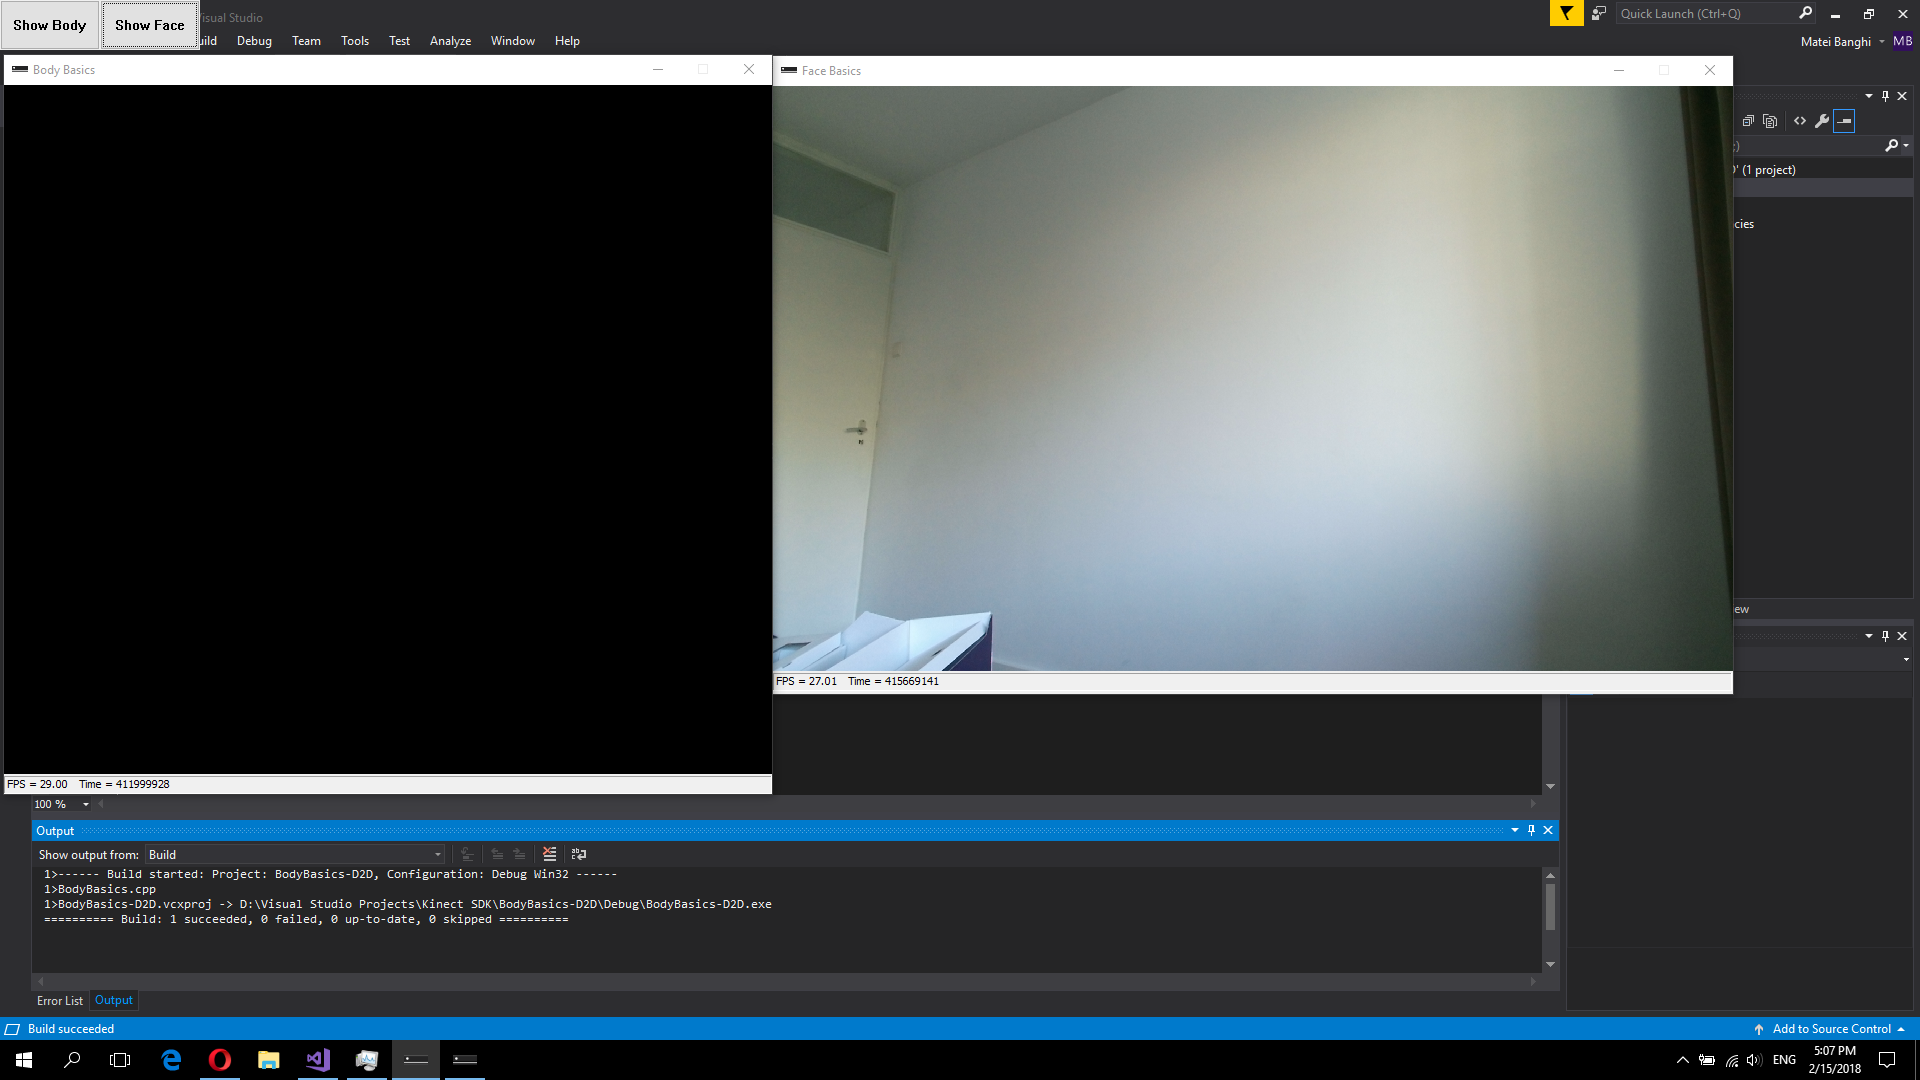 Show Body
Show Face
isual Studio
Quick Launch (Ctrl+Q)
uild Debug Team Tools Test Analyze Window Help
Matei Banghi MB
Body Basics
Face Basics
;)
' (1 project)
cies
ew
FPS = 27.01 Time = 415669141
FPS = 29.00 Time = 411999928
100 %
Output
Show output from: Build
1>------ Build started: Project: BodyBasics-D2D, Configuration: Debug Win32 ------
1>BodyBasics.cpp
1>BodyBasics-D2D.vcxproj -> D:\Visual Studio Projects\Kinect SDK\BodyBasics-D2D\Debug\BodyBasics-D2D.exe
========== Build: 1 succeeded, 0 failed, 0 up-to-date, 0 skipped ==========
Error List Output
Build succeeded
Add to Source Control
ENG
5:07 PM
2/15/2018